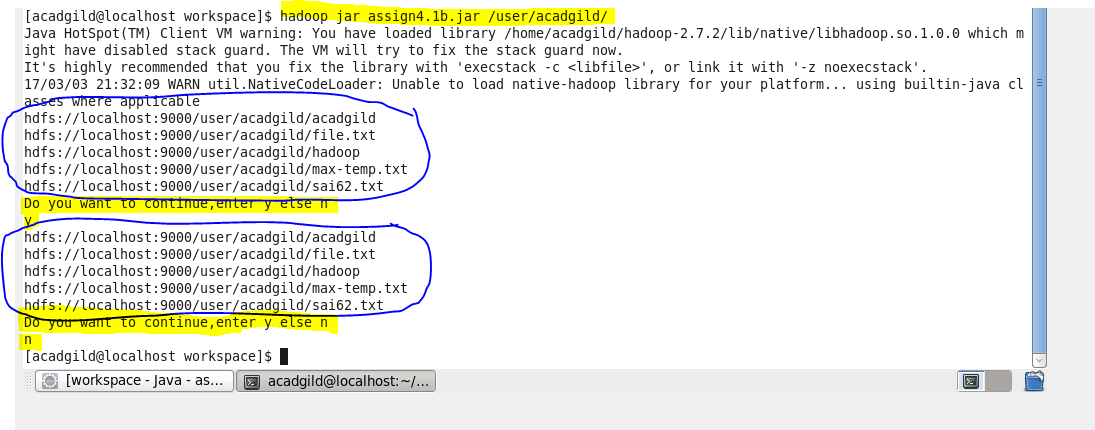 [acadgild@localhost workspace]$ hadoop jar assign4.1b.jar /user/acadgild/
Java HotSpot(TM) Client VM warning: You have loaded library /home/acadgild/hadoop-2.7.2/lib/native/libhadoop.so.1.0.0 which m
ight have disabled stack guard. The VM will try to fix the stack guard now.
It's highly recommended that you fix the library with 'execstack -c <libfile>', or link it with '-z noexecstack'.
17/03/03 21:32:09 WARN util.NativeCodeLoader: Unable to load native-hadoop library for your platform... using builtin-java cl
asses where applicable
hdfs://localhost:9000/user/acadgild/acadgild
hdfs://localhost:9000/user/acadgild/file.txt
hdfs://localhost:9000/user/acadgild/hadoop
hdfs://localhost:9000/user/acadgild/max-temp.txt
hdfs://localhost:9000/user/acadgild/sai62.txt
Do you want to continue,enter y else n
y
hdfs://localhost:9000/user/acadgild/acadgild
hdfs://localhost:9000/user/acadgild/file.txt
hdfs://localhost:9000/user/acadgild/hadoop
hdfs://localhost:9000/user/acadgild/max-temp.txt
hdfs://localhost:9000/user/acadgild/sai62.txt
Do you want to continue,enter y else n
n
[acadgild@localhost workspace]$
[workspace - Java - as... acadgild@localhost:~/...